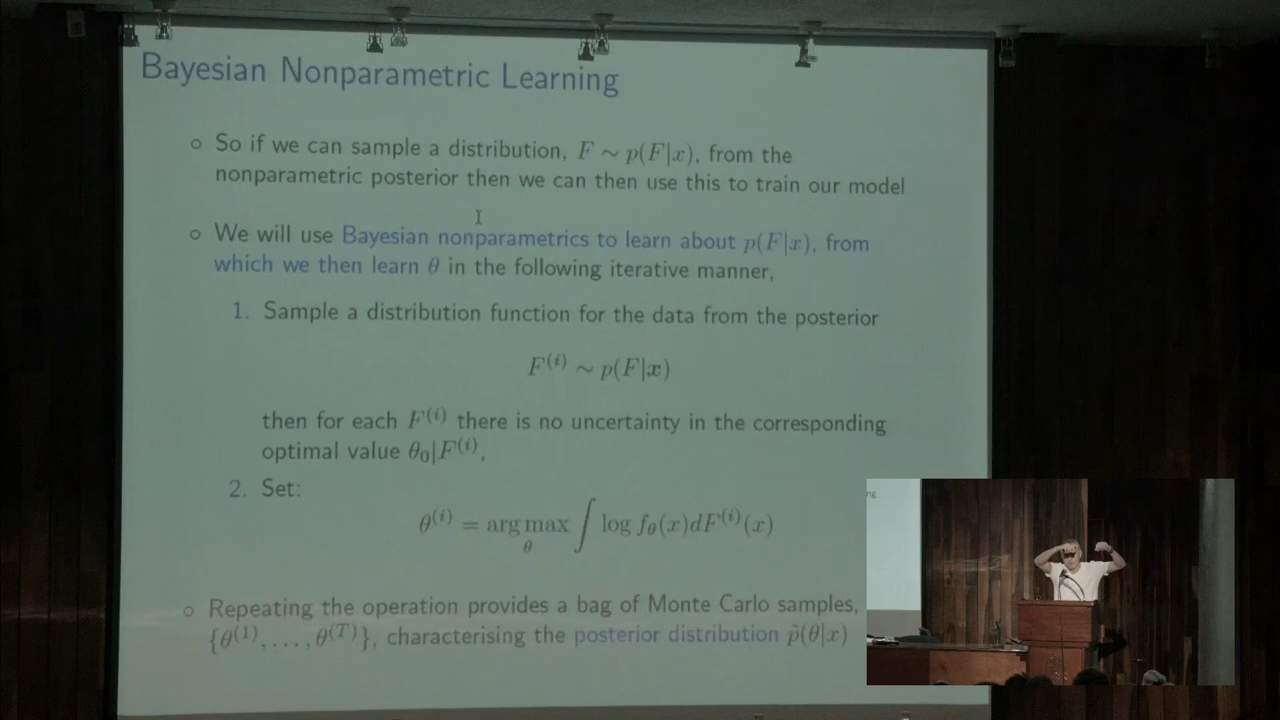 Bayesian Nonparametric Learning
○ So if we can sample a distribution, F ∼ p(F|x), from the
nonparametric posterior then we can then use this to train our model
○ We will use Bayesian nonparametrics to learn about p(F|x), from
which we then learn θ in the following iterative manner,
1. Sample a distribution function for the data from the posterior
F⁽ⁱ⁾ ∼ p(F|x)
then for each F⁽ⁱ⁾ there is no uncertainty in the corresponding
optimal value θ₀|F⁽ⁱ⁾,
2. Set:
θ⁽ⁱ⁾ = arg max_θ ∫ log f_θ(x)dF⁽ⁱ⁾(x)
○ Repeating the operation provides a bag of Monte Carlo samples,
{θ⁽¹⁾, . . . , θ⁽ᵀ⁾}, characterising the posterior distribution p̃(θ|x)
ng